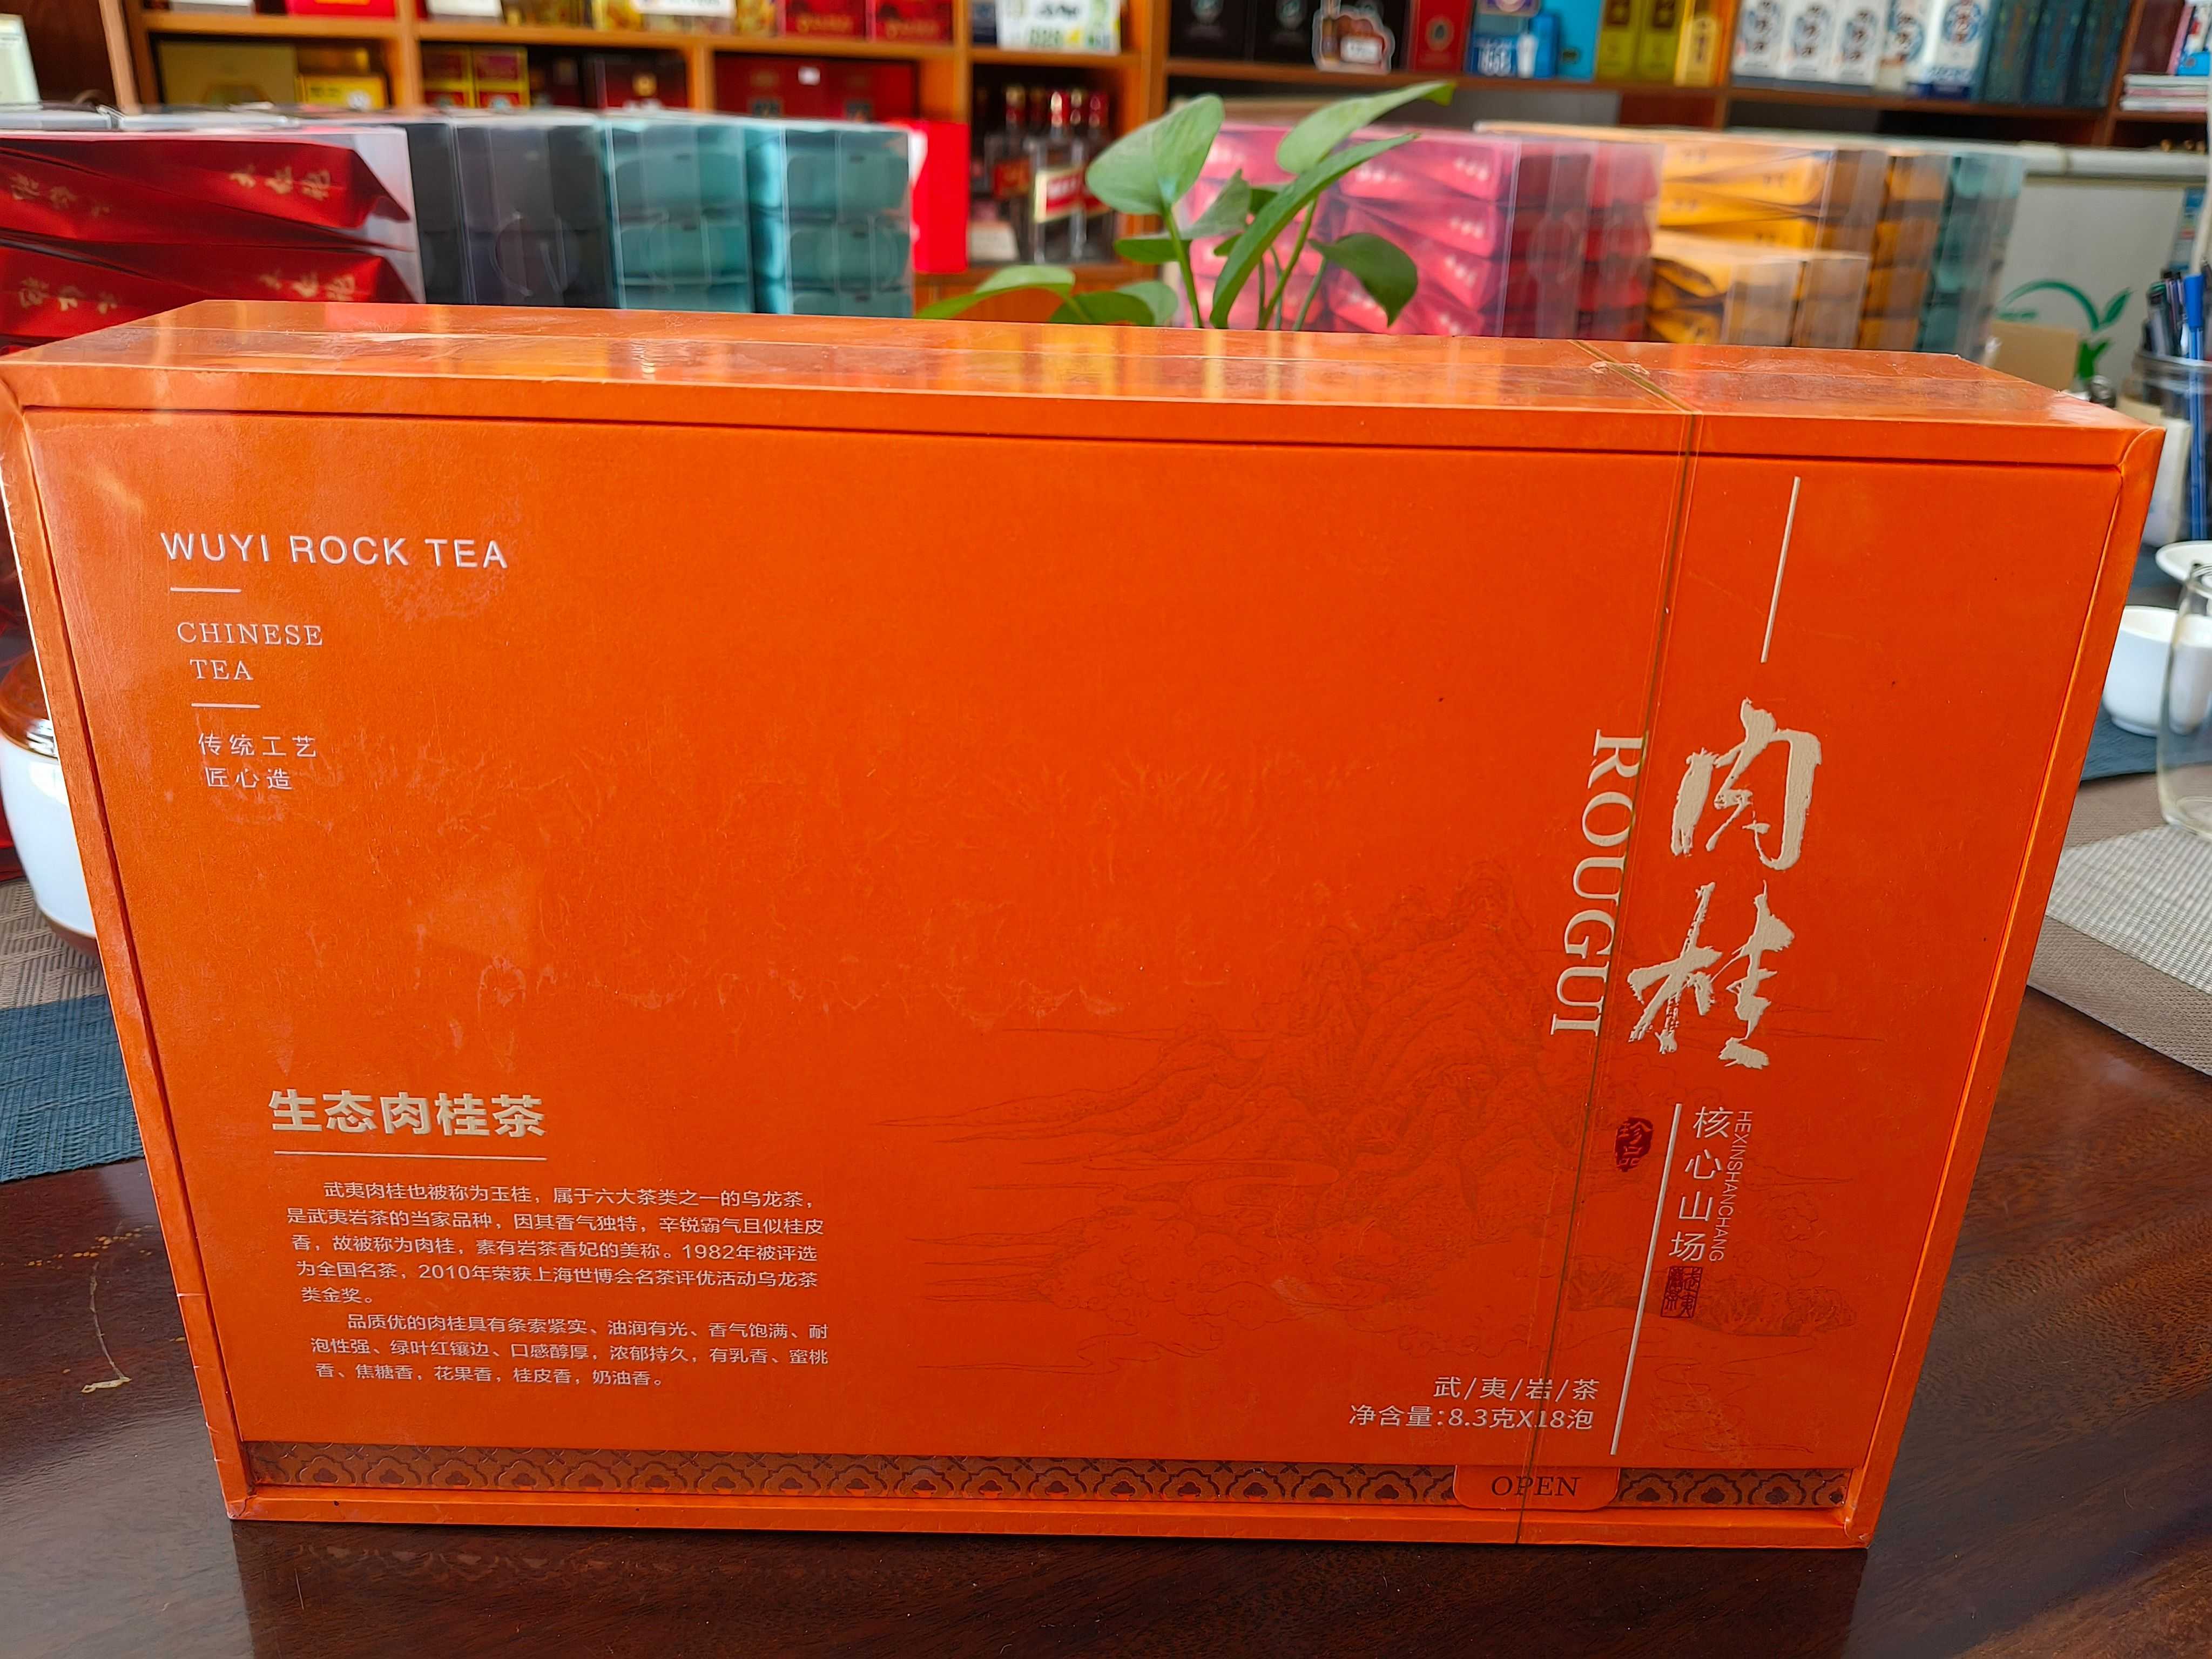 WUYI ROCK TEA
CHINESE
TEA
传统工艺
匠心造
肉桂
ROUGUI
珍品
核心山场
HEXINSHANCHANG
生态肉桂茶
武夷肉桂也被称为玉桂，属于六大茶类之一的乌龙茶，
是武夷岩茶的当家品种，因其香气独特，辛锐霸气且似桂皮
香，故被称为肉桂，素有岩茶香妃的美称。1982年被评选
为全国名茶，2010年荣获上海世博会名茶评优活动乌龙茶
类金奖。
品质优的肉桂具有条索紧实、油润有光、香气饱满、耐
泡性强、绿叶红镶边、口感醇厚，浓郁持久，有乳香、蜜桃
香、焦糖香，花果香，桂皮香，奶油香。
武/夷/岩/茶
净含量：8.3克X18泡
OPEN